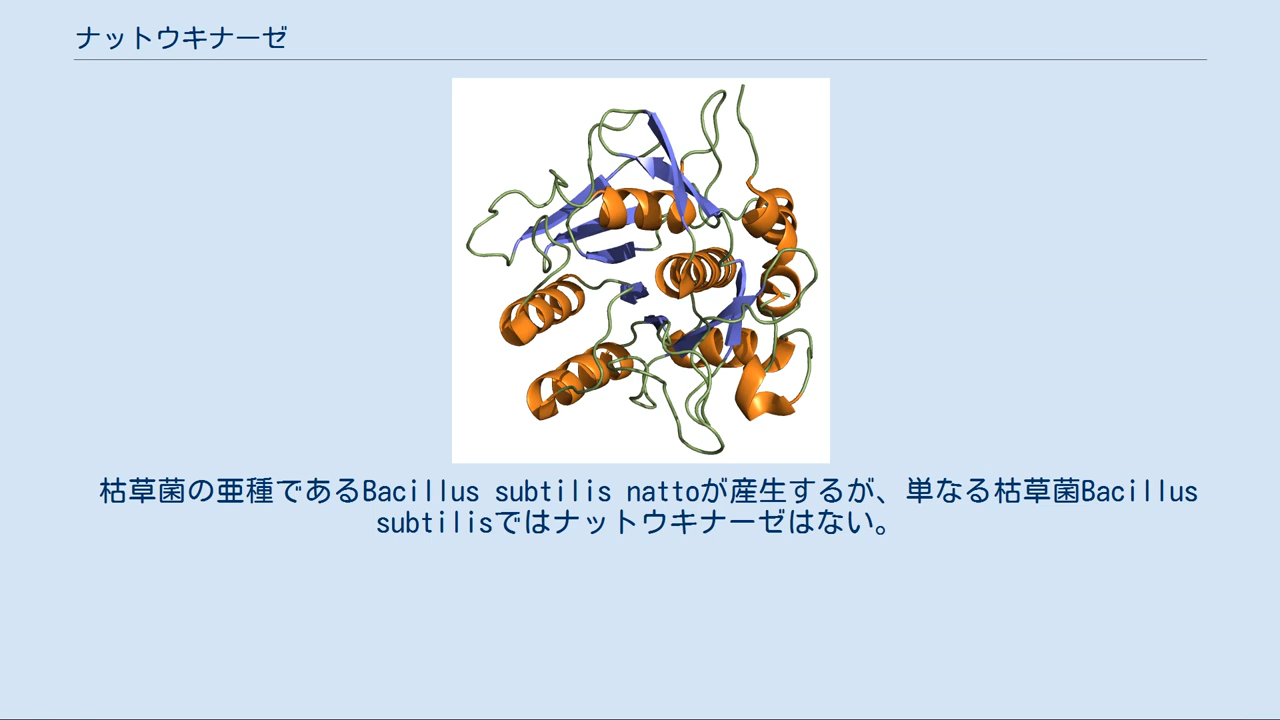 ナットウキナーゼ
枯草菌の亜種であるBacillus subtilis nattoが産生するが、単なる枯草菌Bacillus
subtilisではナットウキナーゼはない。